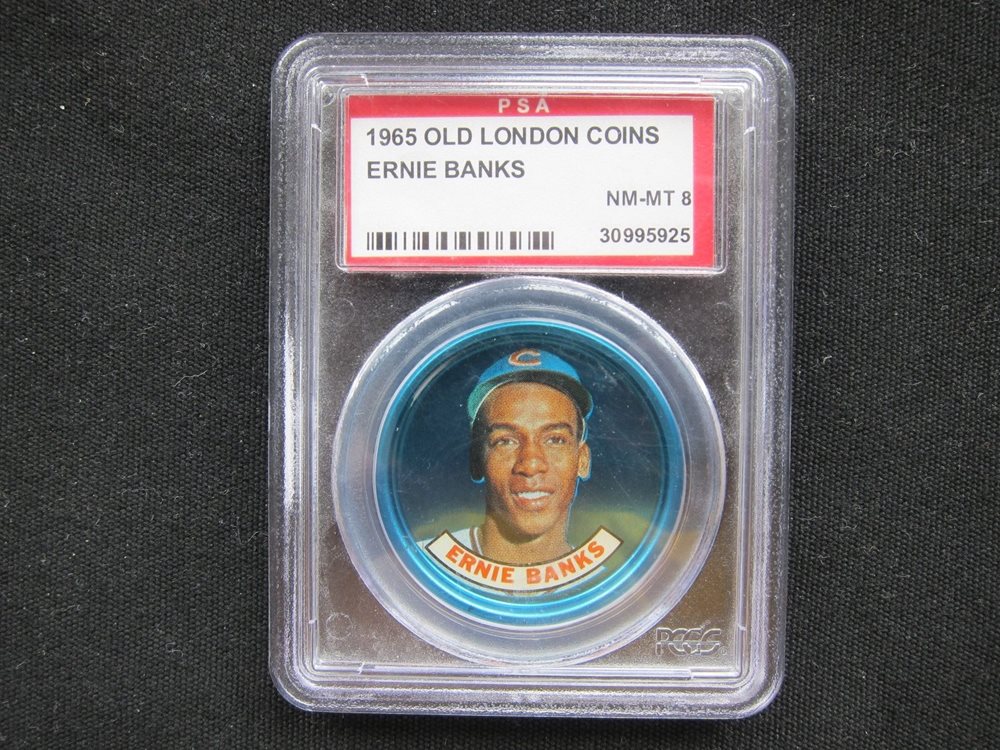 PSA
1965 OLD LONDON COINS
ERNIE BANKS
NM-MT 8
30995925
C
ERNIE BANKS
PCGS